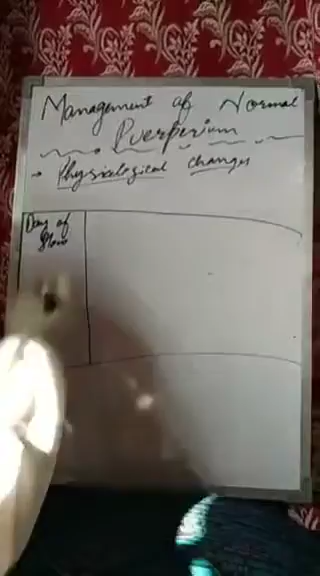 Management of Normal
Puerperium
→ Physiological changes
Day of